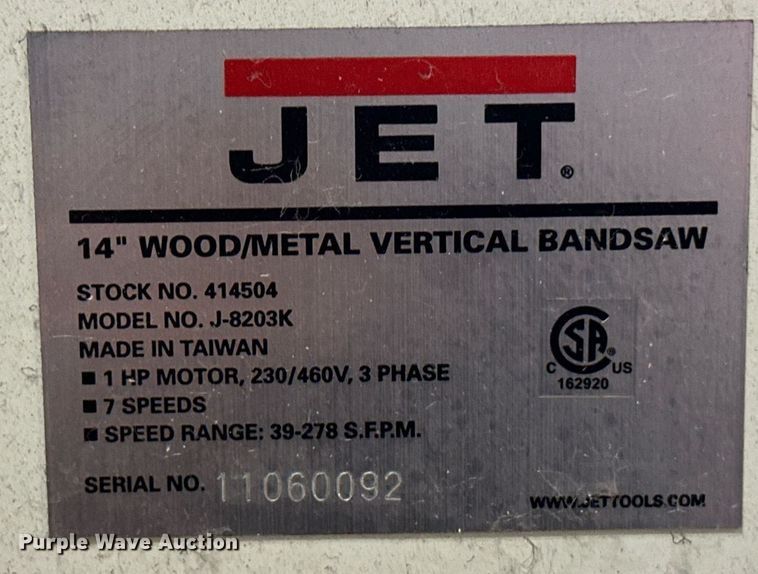 JET®
14" WOOD/METAL VERTICAL BANDSAW
STOCK NO. 414504
MODEL NO. J-8203K
MADE IN TAIWAN
■ 1 HP MOTOR, 230/460V, 3 PHASE
■ 7 SPEEDS
■ SPEED RANGE: 39-278 S.F.P.M.
SERIAL NO. 11060092
CSA®
C US
162920
WWW.JETTOOLS.COM
Purple Wave Auction